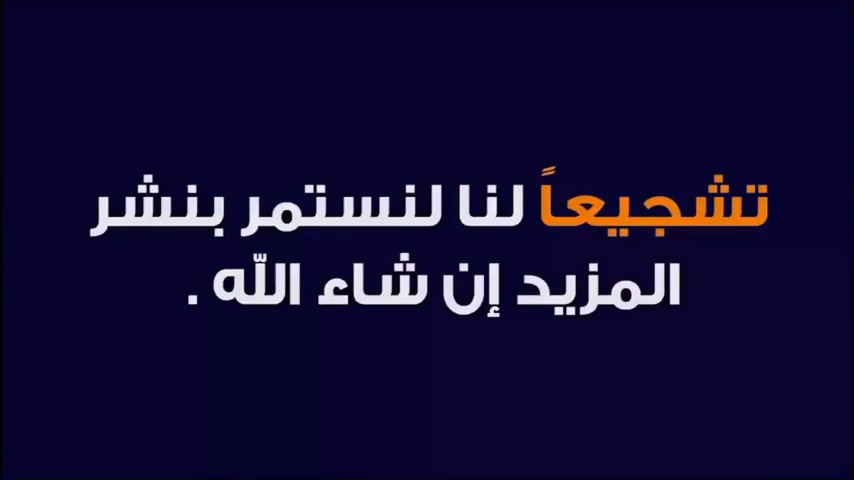 تشجيعاً لنا لنستمر بنشر
المزيد إن شاء الله .